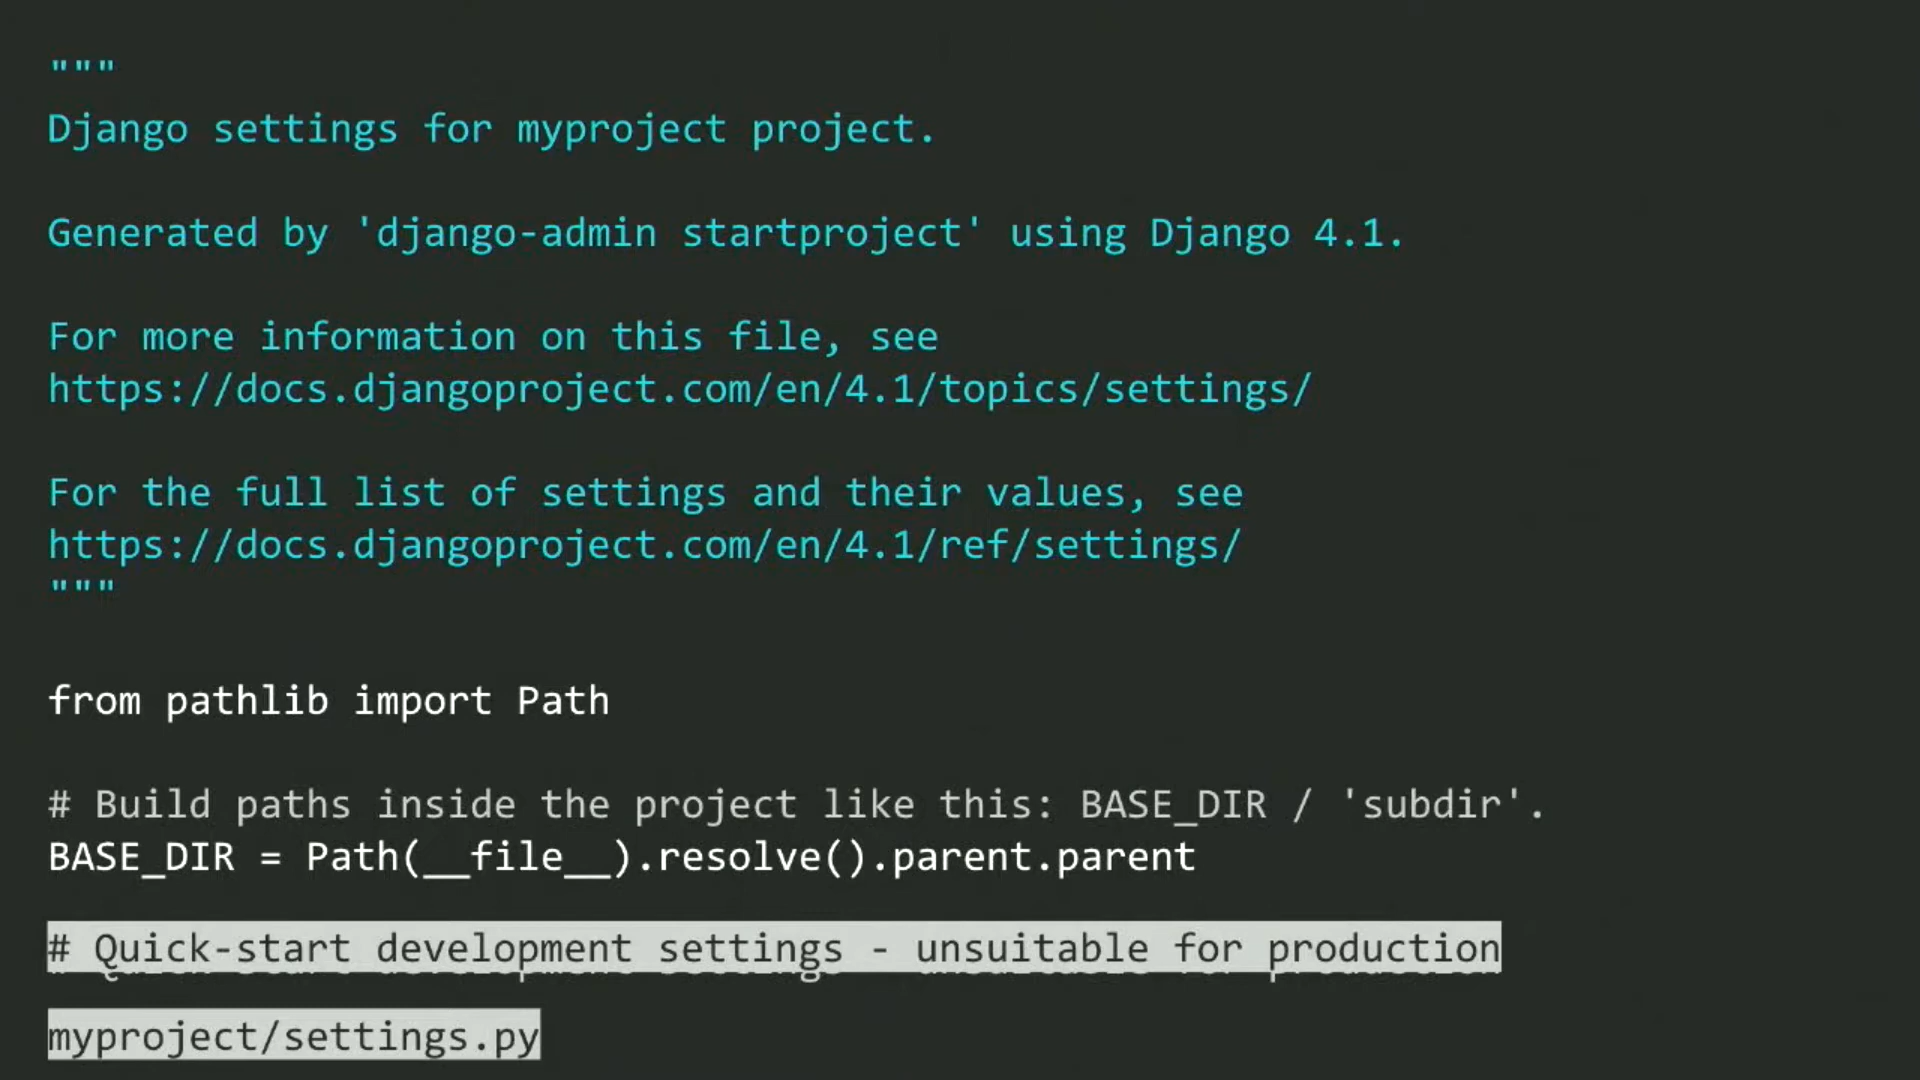 """
Django settings for myproject project.
Generated by 'django-admin startproject' using Django 4.1.
For more information on this file, see
https://docs.djangoproject.com/en/4.1/topics/settings/
For the full list of settings and their values, see
https://docs.djangoproject.com/en/4.1/ref/settings/
"""
from pathlib import Path
# Build paths inside the project like this: BASE_DIR / 'subdir'.
BASE_DIR = Path(__file__).resolve().parent.parent
# Quick-start development settings - unsuitable for production
myproject/settings.py